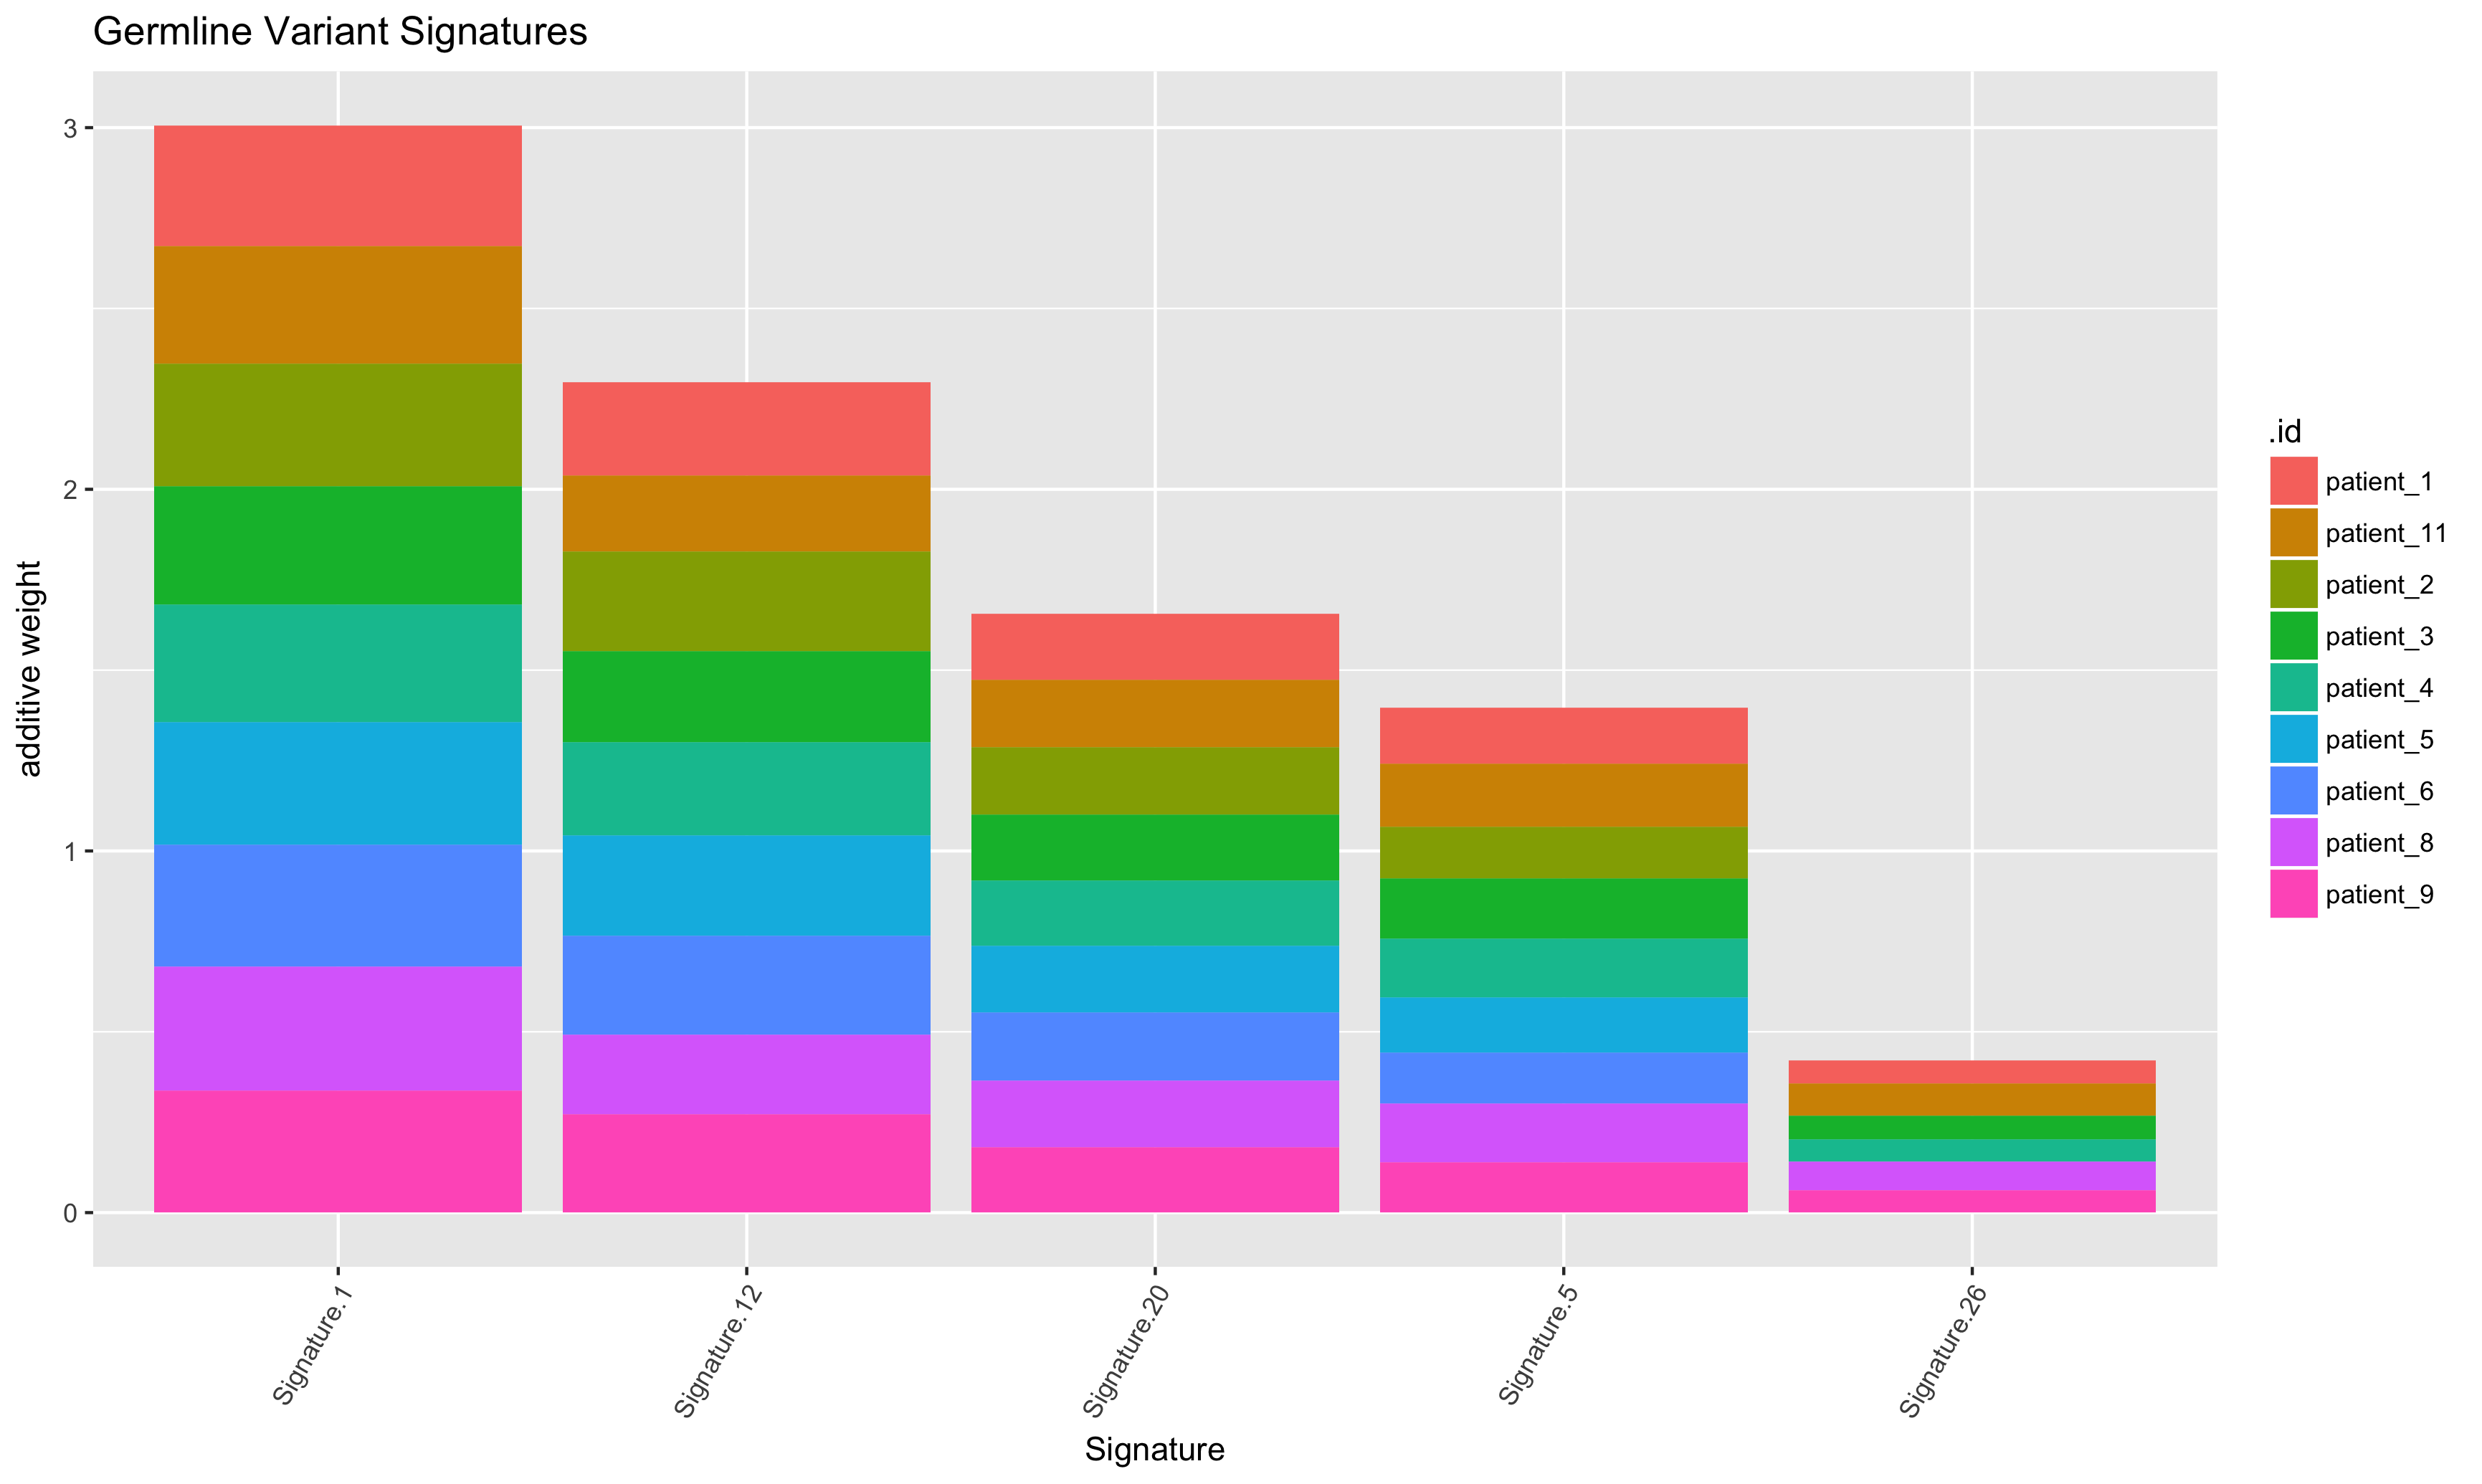 Germline Variant Signatures
additive weight
3
2
1
0
Signature.1
Signature.12
Signature.20
Signature.5
Signature.26
Signature
.id
patient_1
patient_11
patient_2
patient_3
patient_4
patient_5
patient_6
patient_8
patient_9